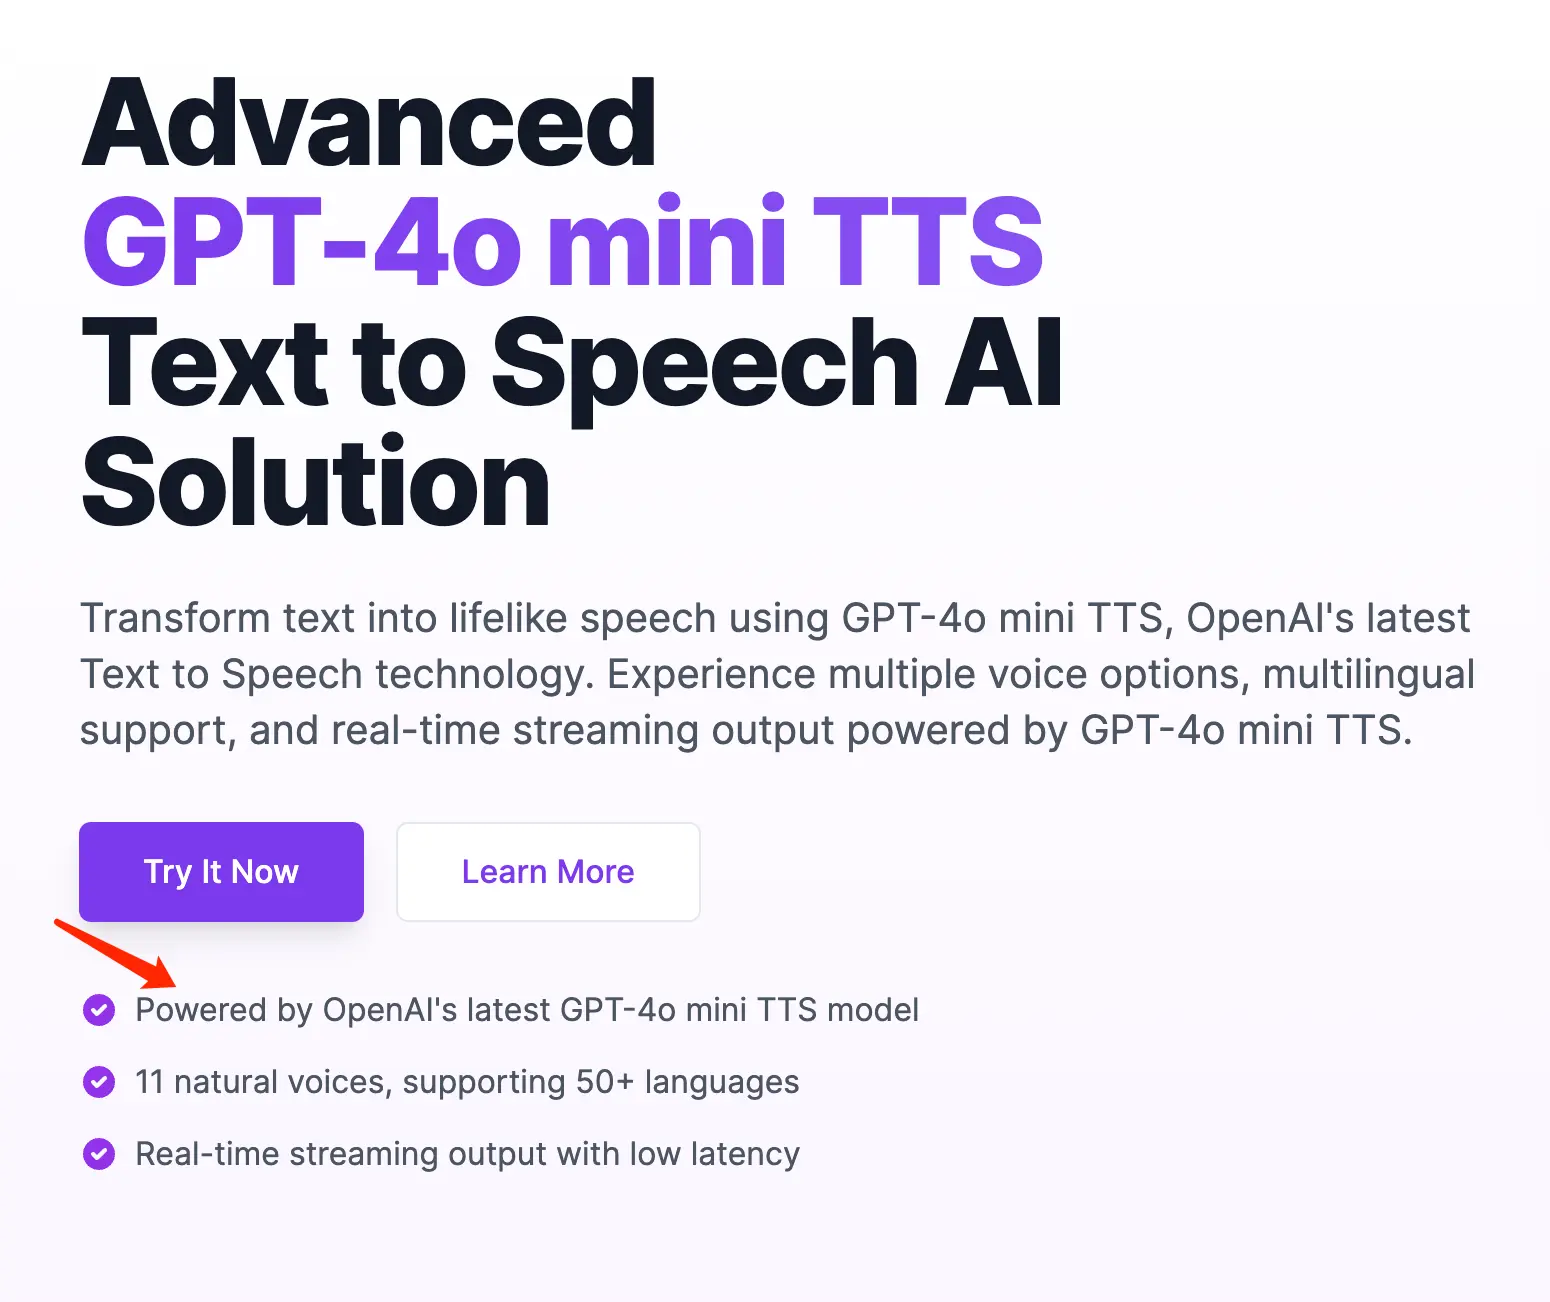 Advanced
GPT-4o mini TTS
Text to Speech AI
Solution
Transform text into lifelike speech using GPT-4o mini TTS, OpenAI's latest
Text to Speech technology. Experience multiple voice options, multilingual
support, and real-time streaming output powered by GPT-4o mini TTS.
Try It Now
Learn More
Powered by OpenAI's latest GPT-4o mini TTS model
11 natural voices, supporting 50+ languages
Real-time streaming output with low latency